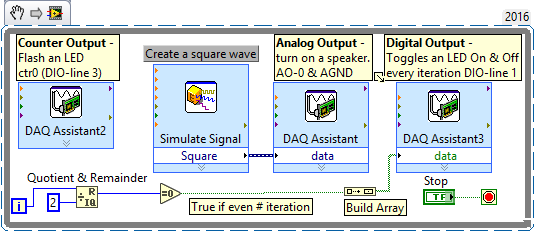 2016
Counter Output -
Flash an LED
ctr0 (DIO-line 3)
Create a square wave
Analog Output -
turn on a speaker.
AO-0 & AGND
Digital Output -
Toggles an LED On & Off
every iteration DIO-line 1
DAQ Assistant2
Simulate Signal
DAQ Assistant
DAQ Assistant3
Square
data
data
Quotient & Remainder
R
IQ
=0
i
2
True if even # iteration
Build Array
Stop
TF